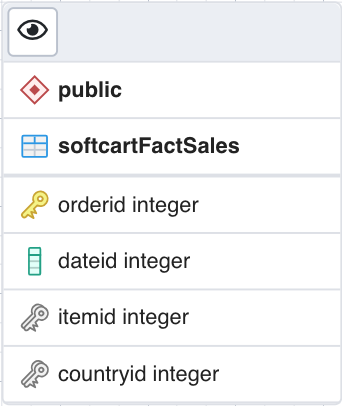 public
softcartFactSales
orderid integer
dateid integer
itemid integer
countryid integer